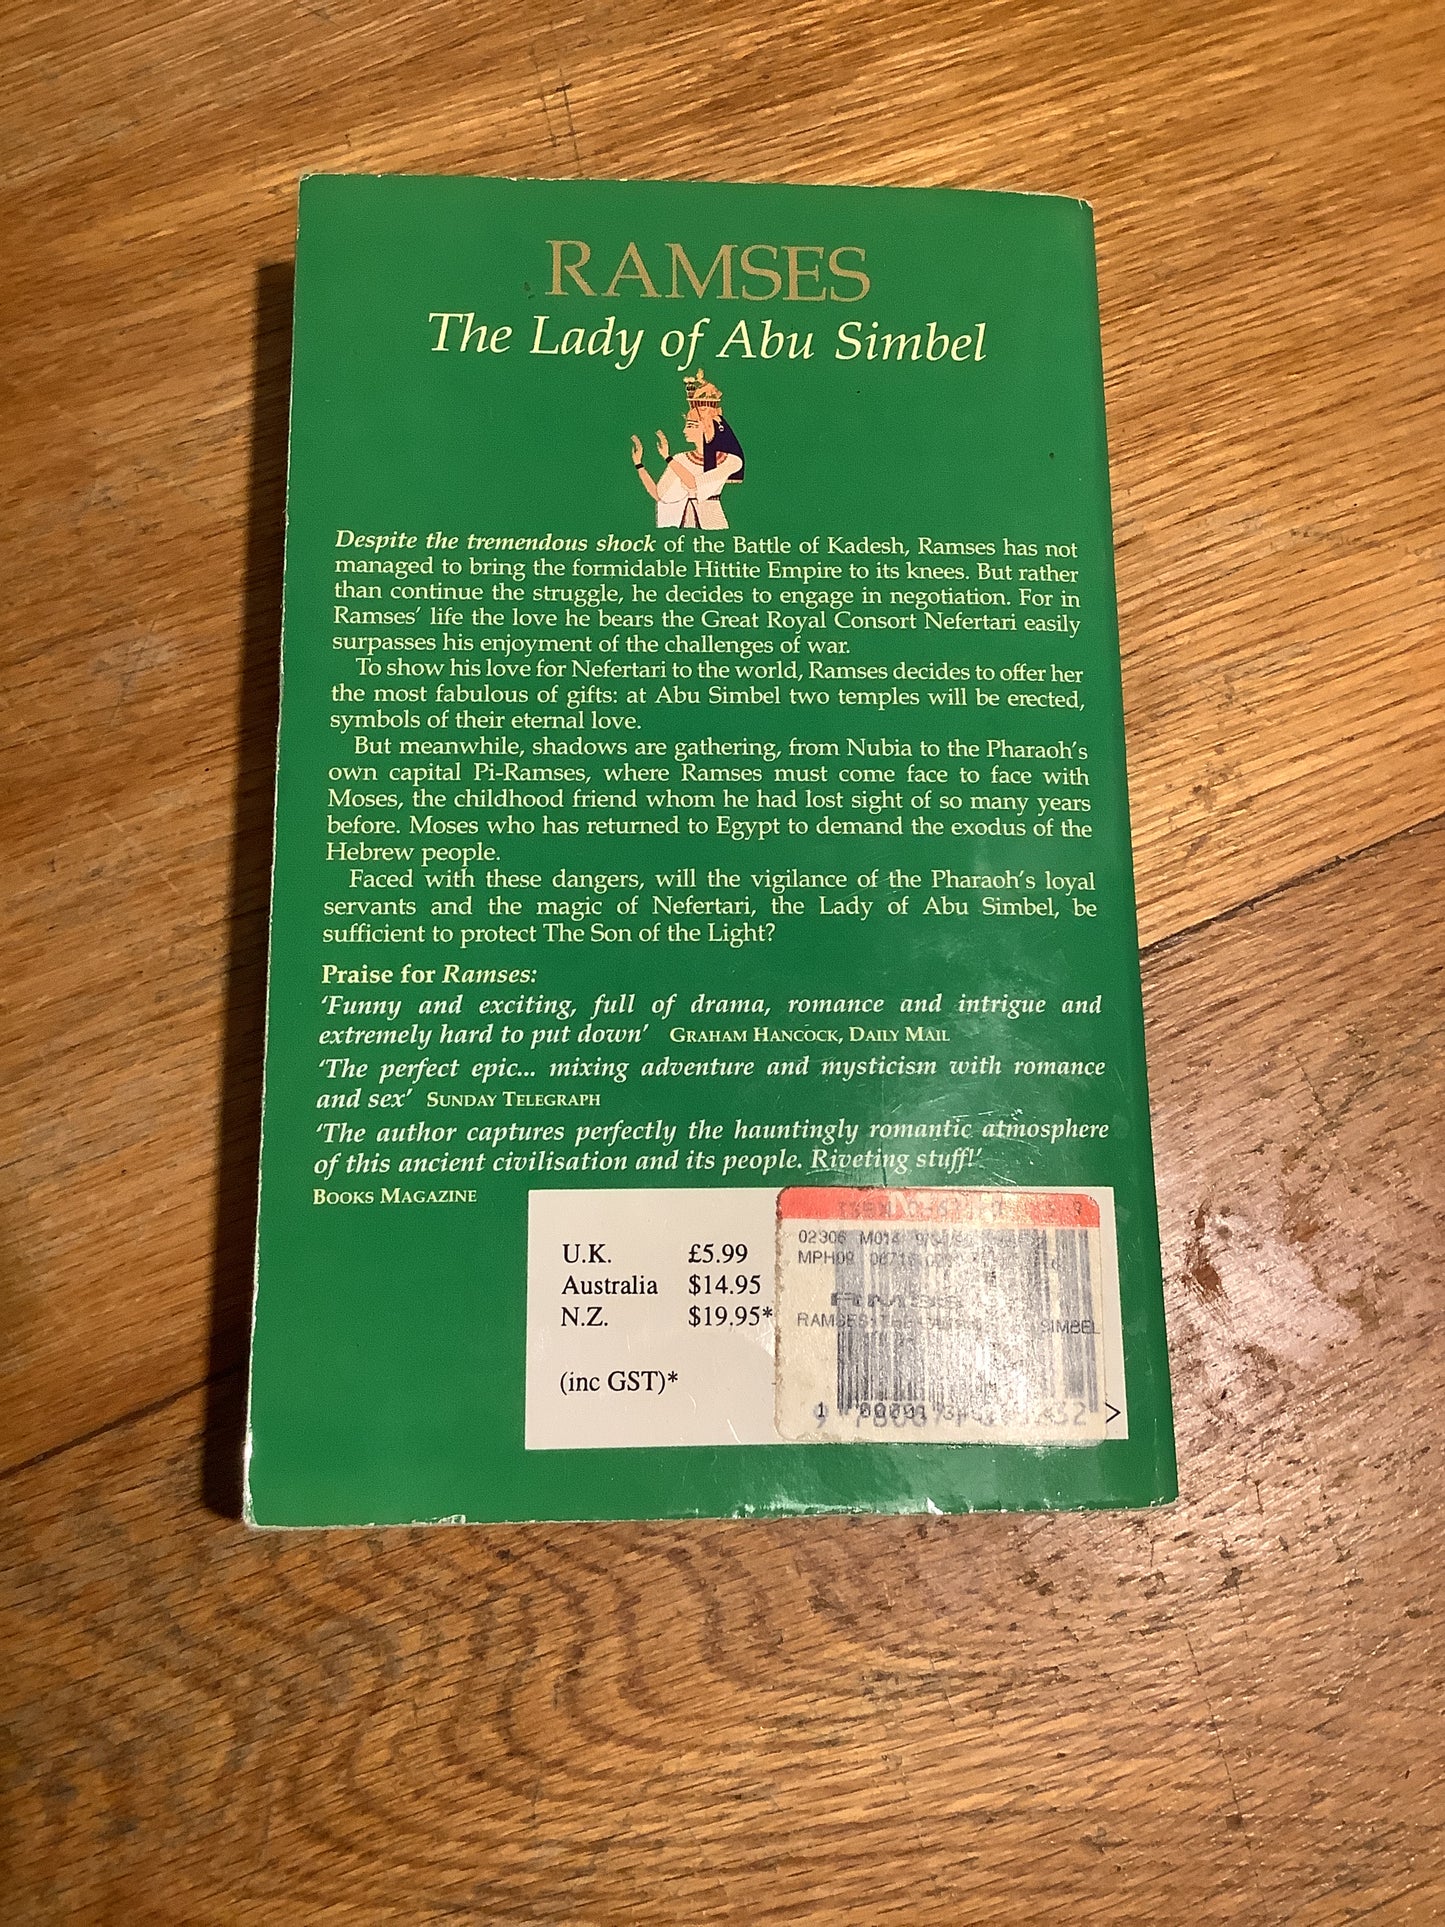 RAMSES
The Lady of Abu Simbel
Despite the tremendous shock of the Battle of Kadesh, Ramses has not
managed to bring the formidable Hittite Empire to its knees. But rather
than continue the struggle, he decides to engage in negotiation. For in
Ramses' life the love he bears the Great Royal Consort Nefertari easily
surpasses his enjoyment of the challenges of war.
To show his love for Nefertari to the world, Ramses decides to offer her
the most fabulous of gifts: at Abu Simbel two temples will be erected,
symbols of their eternal love.
But meanwhile, shadows are gathering, from Nubia to the Pharaoh's
own capital Pi-Ramses, where Ramses must come face to face with
Moses, the childhood friend whom he had lost sight of so many years
before. Moses who has returned to Egypt to demand the exodus of the
Hebrew people.
Faced with these dangers, will the vigilance of the Pharaoh's loyal
servants and the magic of Nefertari, the Lady of Abu Simbel, be
sufficient to protect The Son of the Light?
Praise for Ramses:
'Funny and exciting, full of drama, romance and intrigue and
extremely hard to put down' GRAHAM HANCOCK, DAILY MAIL
'The perfect epic... mixing adventure and mysticism with romance
and sex' SUNDAY TELEGRAPH
'The author captures perfectly the hauntingly romantic atmosphere
of this ancient civilisation and its people. Riveting stuff!'
BOOKS MAGAZINE
U.K. £5.99
Australia $14.95
N.Z. $19.95*
(inc GST)*
02306 M014
MPH09
SIMBEL
>